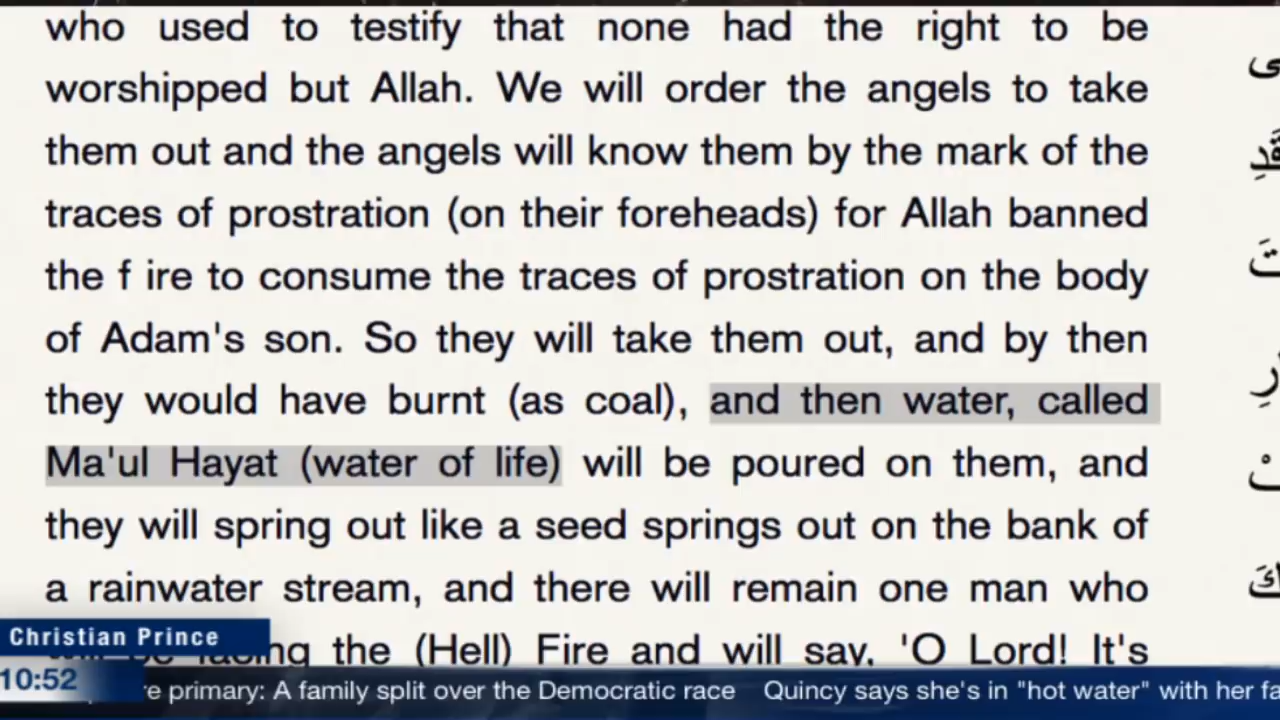 who used to testify that none had the right to be
worshipped but Allah. We will order the angels to take
them out and the angels will know them by the mark of the
traces of prostration (on their foreheads) for Allah banned
the f ire to consume the traces of prostration on the body
of Adam's son. So they will take them out, and by then
they would have burnt (as coal), and then water, called
Ma'ul Hayat (water of life) will be poured on them, and
they will spring out like a seed springs out on the bank of
a rainwater stream, and there will remain one man who
will be facing the (Hell) Fire and will say, 'O Lord! It's
Christian Prince
10:52
re primary: A family split over the Democratic race Quincy says she's in "hot water" with her fa